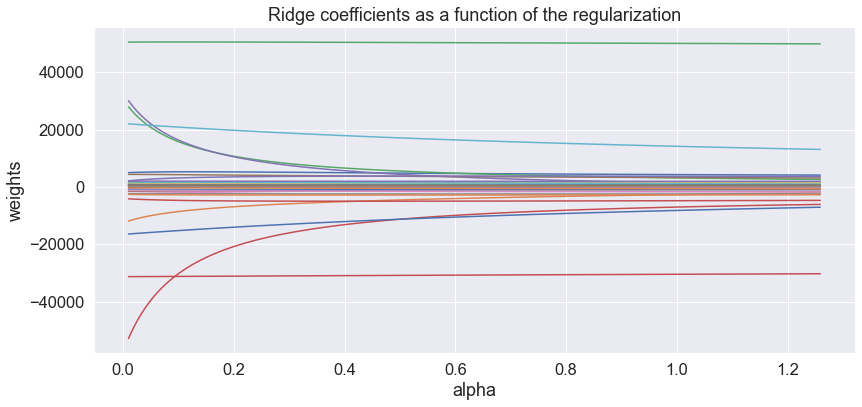 Ridge coefficients as a function of the regularization
weights
40000
20000
0
−20000
−40000
0.0 0.2 0.4 0.6 0.8 1.0 1.2
alpha